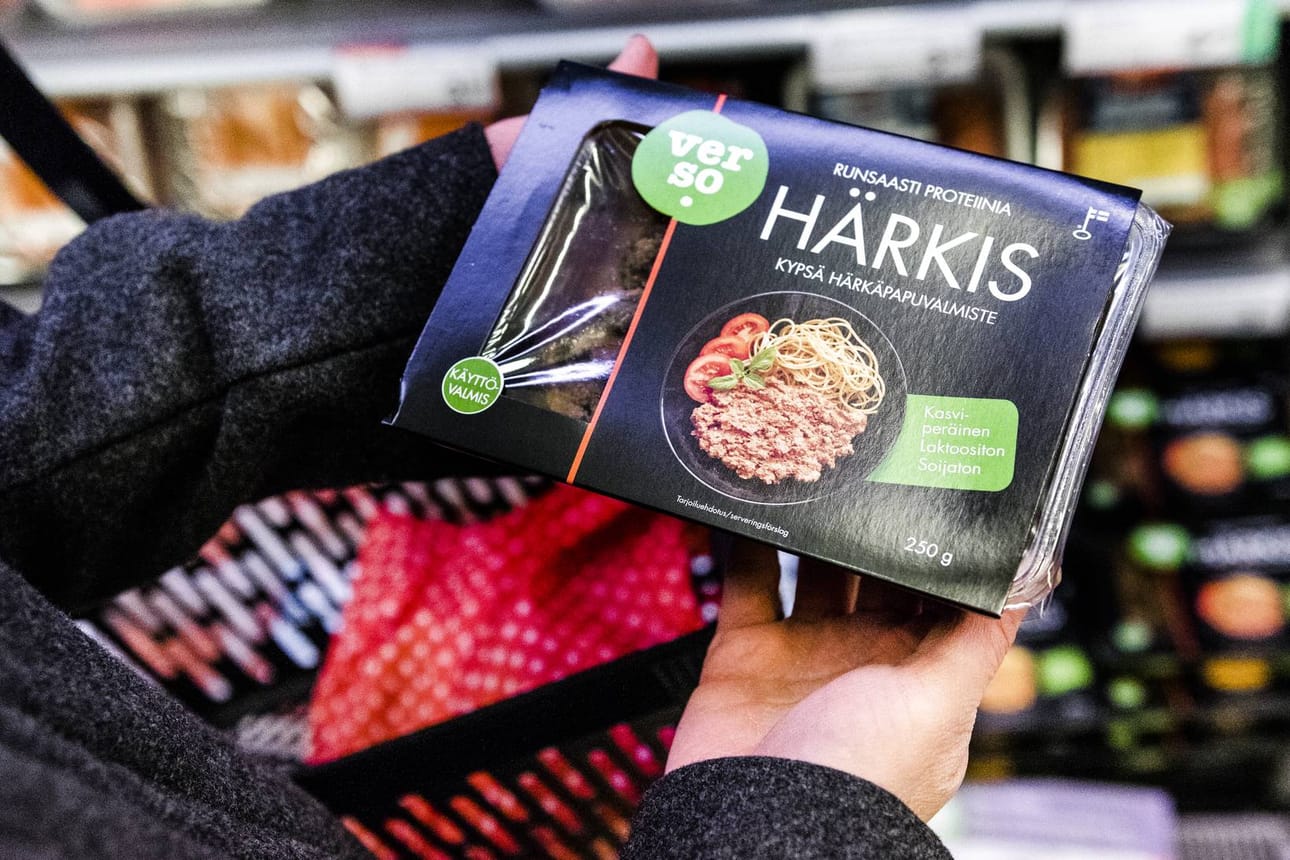 ver
so
RUNSAASTI PROTEIINIA
HÄRKIS
KYPSÄ HÄRKÄPAPUVALMISTE
KÄYTTÖ-
VALMIS
Kasvi-
peräinen
Laktoositon
Soijaton
Tarjoiluehdotus/serveringsförslag
250 g